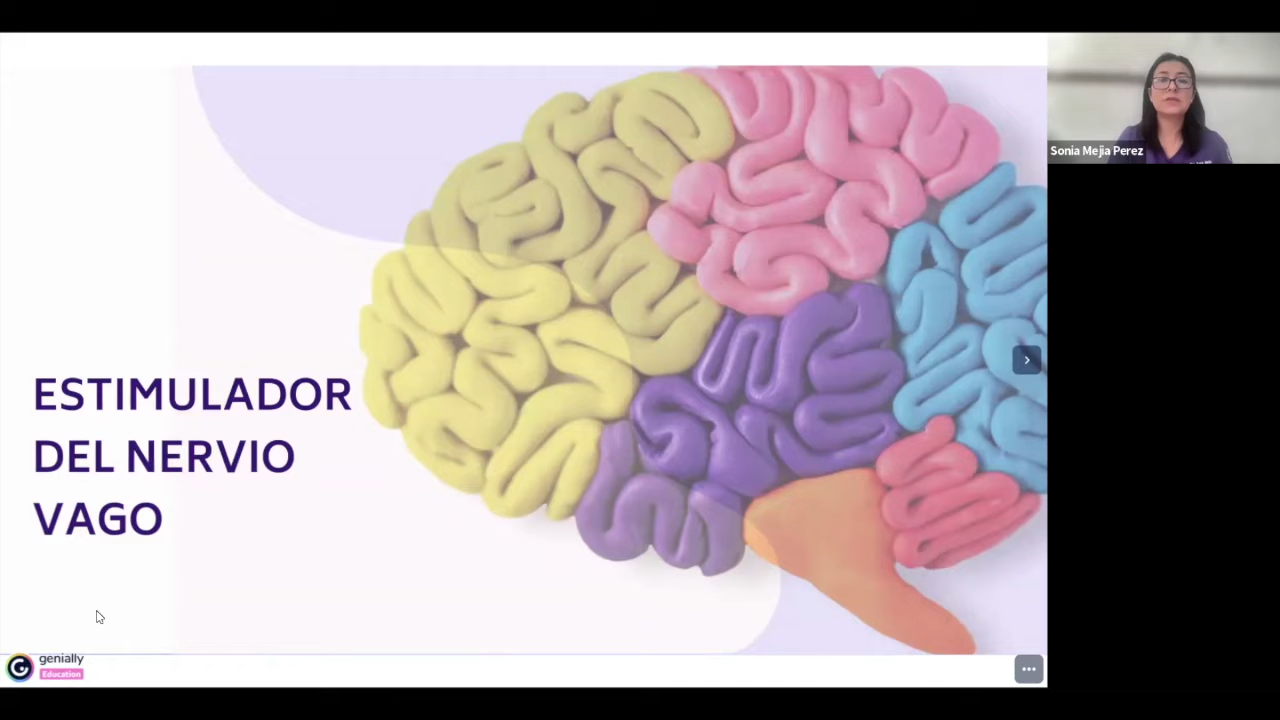 ESTIMULADOR
DEL NERVIO
VAGO
Sonia Mejia Perez
genially
Education